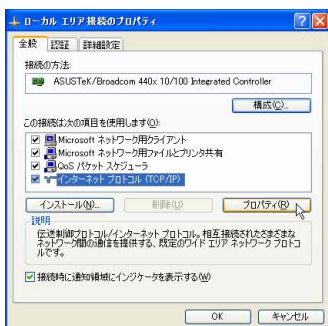 ローカル エリア接続のプロパティ
全般 認証 詳細設定
接続の方法:
ASUSTeK/Broadcom 440x 10/100 Integrated Controller
構成(C)...
この接続は次の項目を使用します(O):
Microsoft ネットワーク用クライアント
Microsoft ネットワーク用ファイルとプリンタ共有
QoS パケット スケジューラ
インターネット プロトコル (TCP/IP)
インストール(N)... 削除(U) プロパティ(R)
説明
伝送制御プロトコル/インターネット プロトコル。相互接続されたさまざまな
ネットワーク間の通信を提供する、既定のワイド エリア ネットワーク プロトコ
ルです。
接続時に通知領域にインジケータを表示する(W)
OK キャンセル